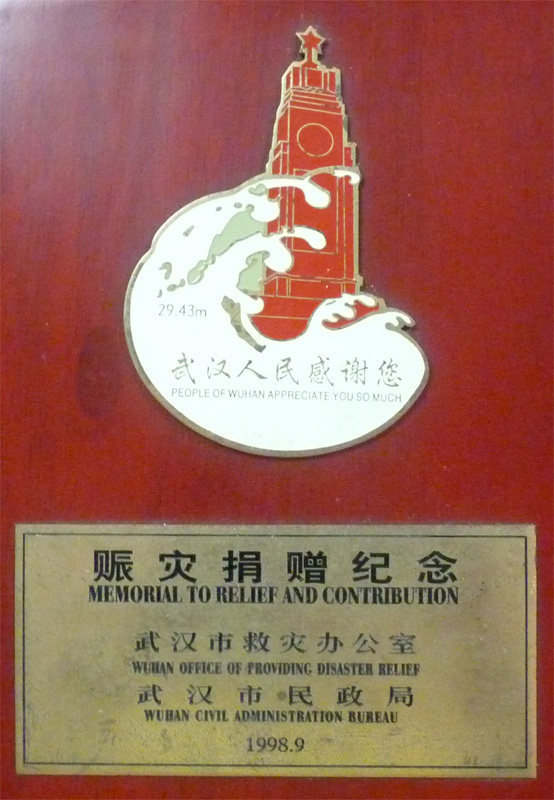 29.43m
武汉人民感谢您
PEOPLE OF WUHAN APPRECIATE YOU SO MUCH
赈灾捐赠纪念
MEMORIAL TO RELIEF AND CONTRIBUTION
武汉市救灾办公室
WUHAN OFFICE OF PROVIDING DISASTER RELIEF
武汉市民政局
WUHAN CIVIL ADMINISTRATION BUREAU
1998.9